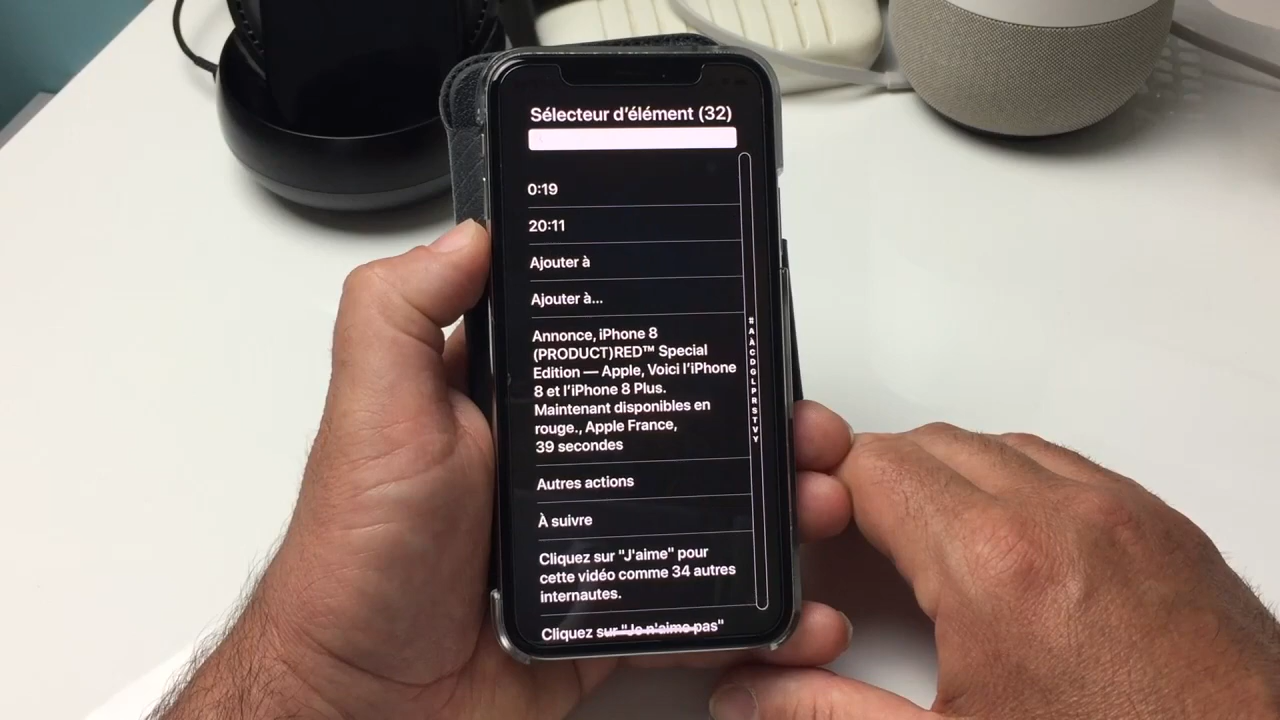 Sélecteur d'élément (32)
0:19
20:11
Ajouter à
Ajouter à...
Annonce, iPhone 8
(PRODUCT)RED™ Special
Edition — Apple, Voici l'iPhone
8 et l'iPhone 8 Plus.
Maintenant disponibles en
rouge., Apple France,
39 secondes
Autres actions
À suivre
Cliquez sur "J'aime" pour
cette vidéo comme 34 autres
internautes.
Cliquez sur "Je n'aime pas"
#
A
À
C
D
G
L
P
R
S
T
V
Y